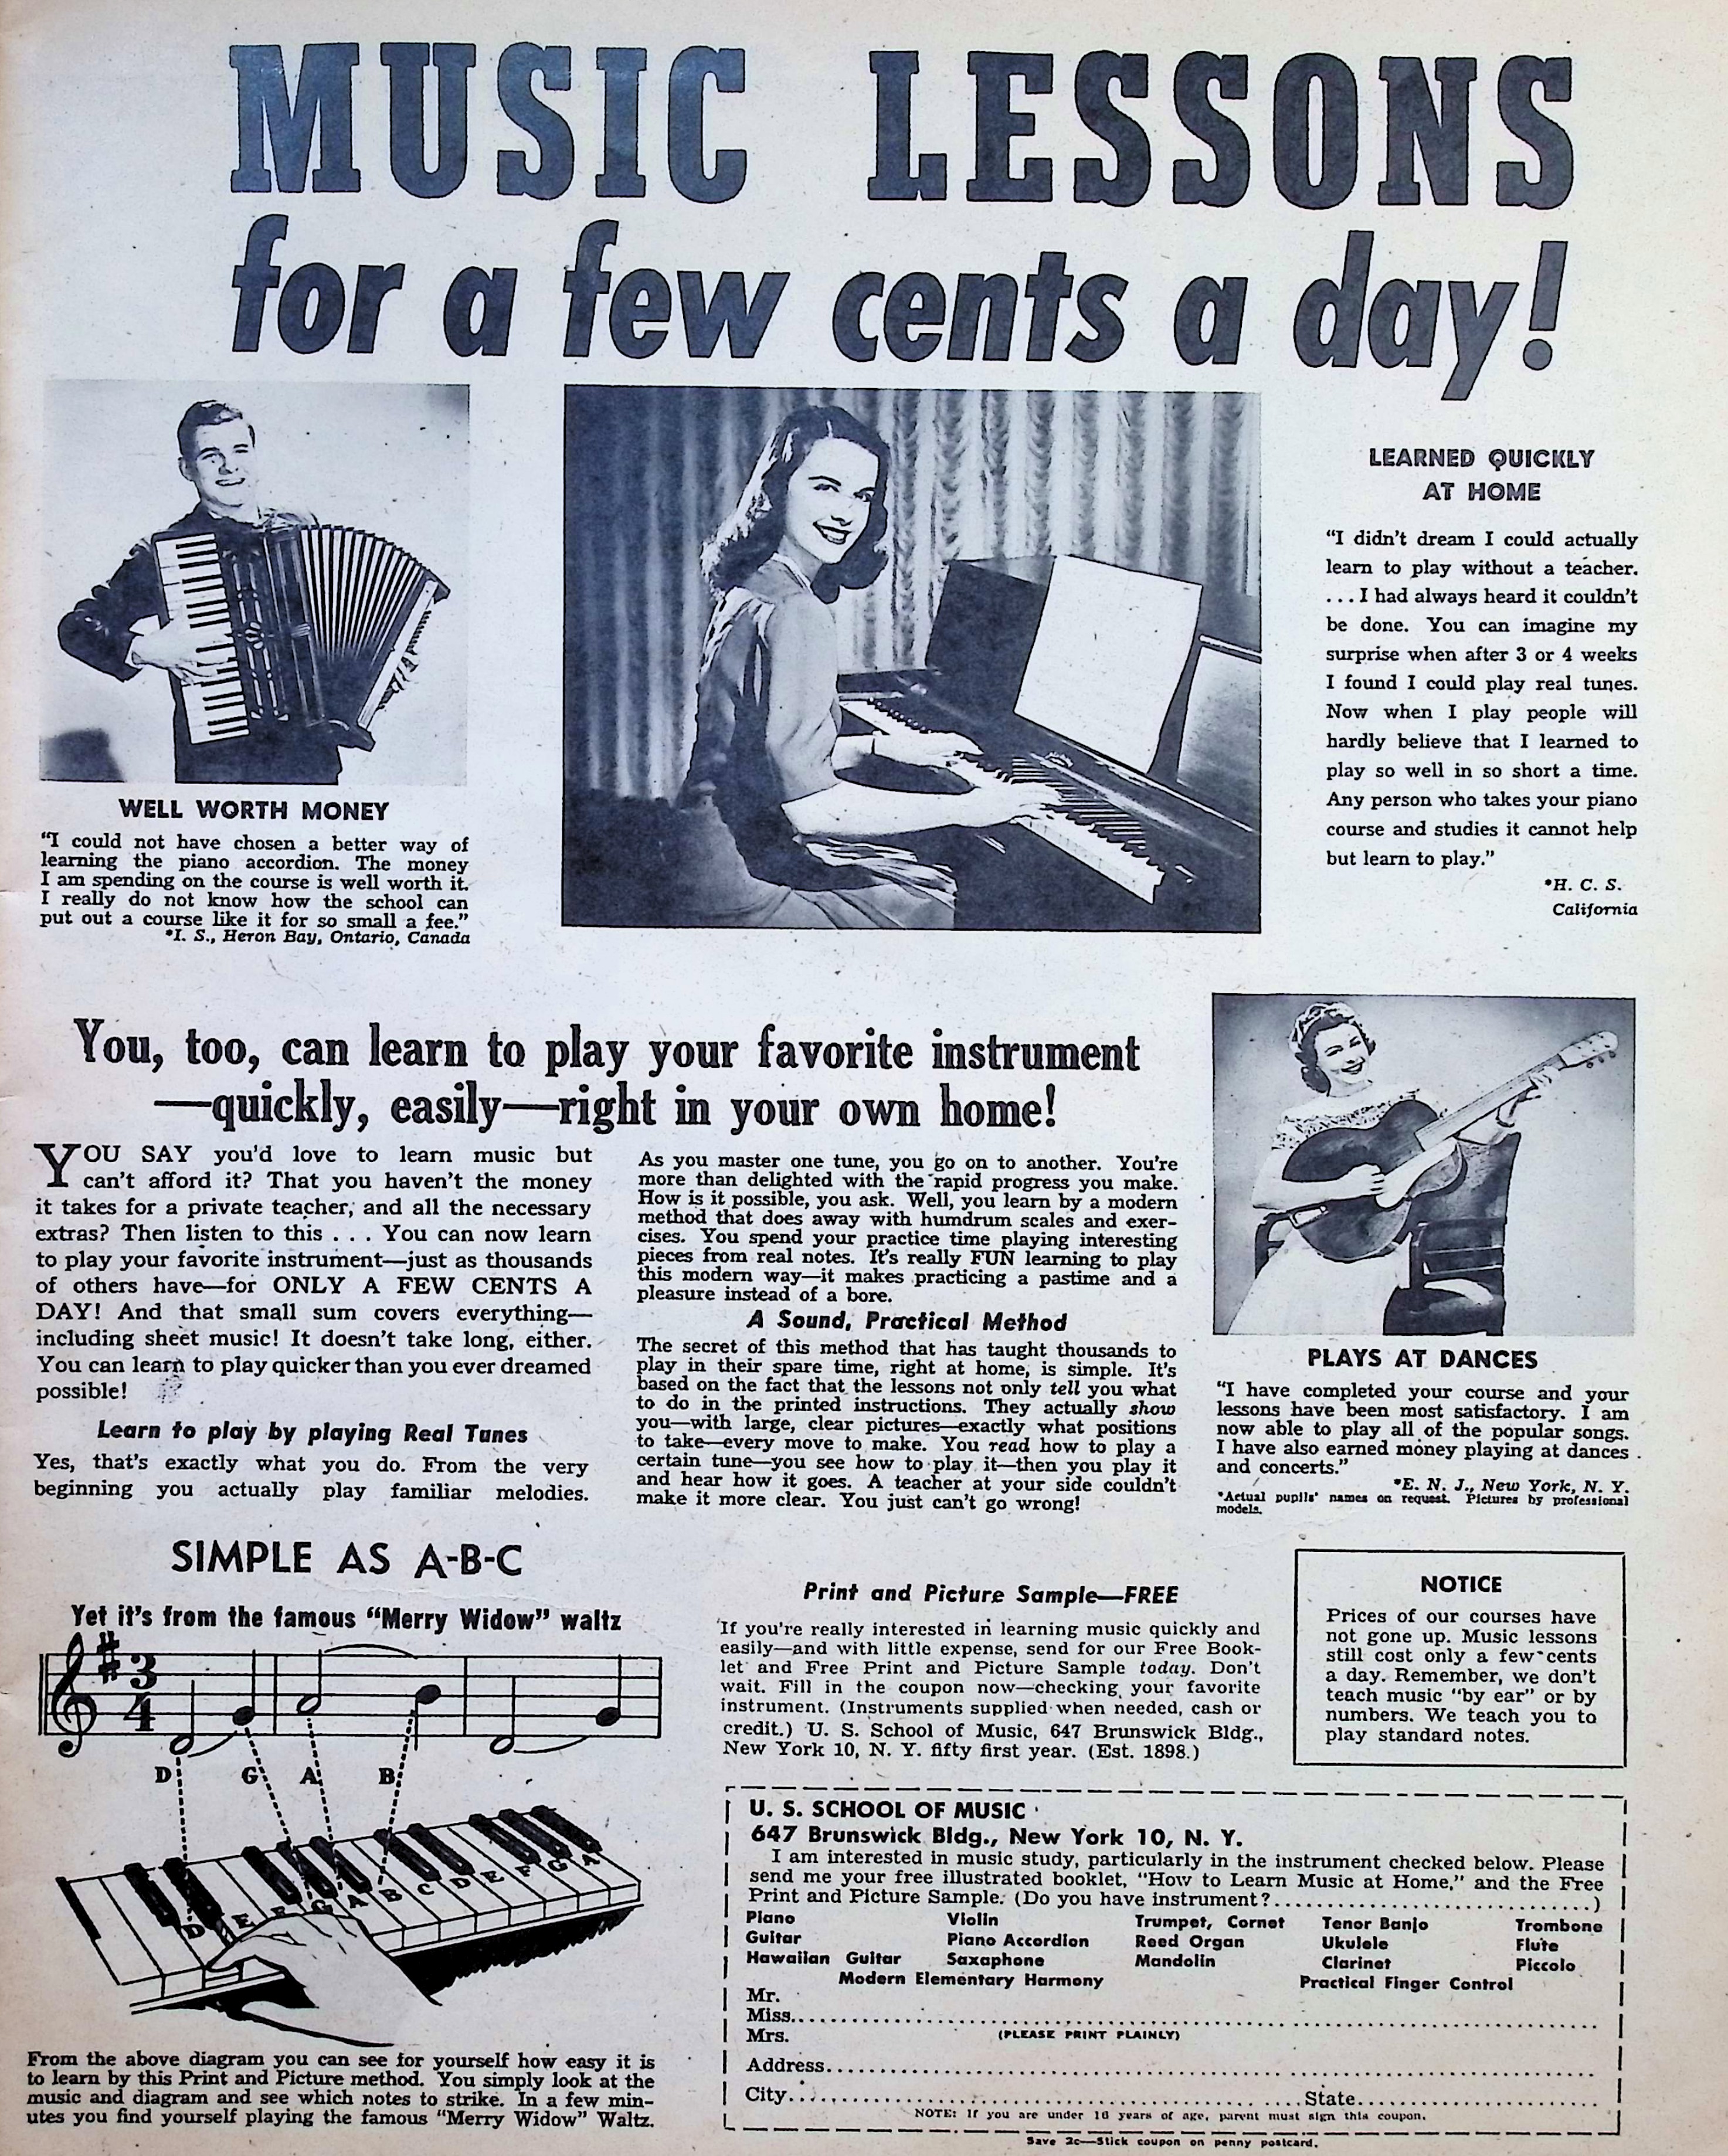 MUSIC LESSONS
for a few cents a day!
WELL WORTH MONEY
"I could not have chosen a better way of
learning the piano accordion. The money
I am spending on the course is well worth it.
I really do not know how the school can
put out a course like it for so small a fee."
*I. S., Heron Bay, Ontario, Canada
LEARNED QUICKLY
AT HOME
"I didn't dream I could actually
learn to play without a teacher.
...I had always heard it couldn't
be done. You can imagine my
surprise when after 3 or 4 weeks
I found I could play real tunes.
Now when I play people will
hardly believe that I learned to
play so well in so short a time.
Any person who takes your piano
course and studies it cannot help
but learn to play."
*H. C. S.
California
You, too, can learn to play your favorite instrument
—quickly, easily—right in your own home!
YOU SAY you'd love to learn music but
can't afford it? That you haven't the money
it takes for a private teacher, and all the necessary
extras? Then listen to this . . . You can now learn
to play your favorite instrument—just as thousands
of others have—for ONLY A FEW CENTS A
DAY! And that small sum covers everything—
including sheet music! It doesn't take long, either.
You can learn to play quicker than you ever dreamed
possible!
Learn to play by playing Real Tunes
Yes, that's exactly what you do. From the very
beginning you actually play familiar melodies.
As you master one tune, you go on to another. You're
more than delighted with the rapid progress you make.
How is it possible, you ask. Well, you learn by a modern
method that does away with humdrum scales and exer-
cises. You spend your practice time playing interesting
pieces from real notes. It's really FUN learning to play
this modern way—it makes practicing a pastime and a
pleasure instead of a bore.
A Sound, Practical Method
The secret of this method that has taught thousands to
play in their spare time, right at home, is simple. It's
based on the fact that the lessons not only tell you what
to do in the printed instructions. They actually show
you—with large, clear pictures—exactly what positions
to take—every move to make. You read how to play a
certain tune—you see how to play it—then you play it
and hear how it goes. A teacher at your side couldn't
make it more clear. You just can't go wrong!
PLAYS AT DANCES
"I have completed your course and your
lessons have been most satisfactory. I am
now able to play all of the popular songs.
I have also earned money playing at dances
and concerts."
*E. N. J., New York, N. Y.
*Actual pupils' names on request. Pictures by professional
models.
SIMPLE AS A-B-C
Yet it's from the famous "Merry Widow" waltz
3
4
D G A B
D E F G A B C D E F G A
From the above diagram you can see for yourself how easy it is
to learn by this Print and Picture method. You simply look at the
music and diagram and see which notes to strike. In a few min-
utes you find yourself playing the famous "Merry Widow" Waltz.
Print and Picture Sample—FREE
If you're really interested in learning music quickly and
easily—and with little expense, send for our Free Book-
let and Free Print and Picture Sample today. Don't
wait. Fill in the coupon now—checking your favorite
instrument. (Instruments supplied when needed, cash or
credit.) U. S. School of Music, 647 Brunswick Bldg.,
New York 10, N. Y. fifty first year. (Est. 1898.)
NOTICE
Prices of our courses have
not gone up. Music lessons
still cost only a few cents
a day. Remember, we don't
teach music "by ear" or by
numbers. We teach you to
play standard notes.
U. S. SCHOOL OF MUSIC
647 Brunswick Bldg., New York 10, N. Y.
I am interested in music study, particularly in the instrument checked below. Please
send me your free illustrated booklet, "How to Learn Music at Home," and the Free
Print and Picture Sample. (Do you have instrument?..............................)
Piano Violin Trumpet, Cornet Tenor Banjo Trombone
Guitar Piano Accordion Reed Organ Ukulele Flute
Hawaiian Guitar Saxaphone Mandolin Clarinet Piccolo
Modern Elementary Harmony Practical Finger Control
Mr.
Miss..............................
Mrs. (PLEASE PRINT PLAINLY)
Address..............................
City..............................State..............................
NOTE: If you are under 16 years of age, parent must sign this coupon.
Save 2c—Stick coupon on penny postcard.